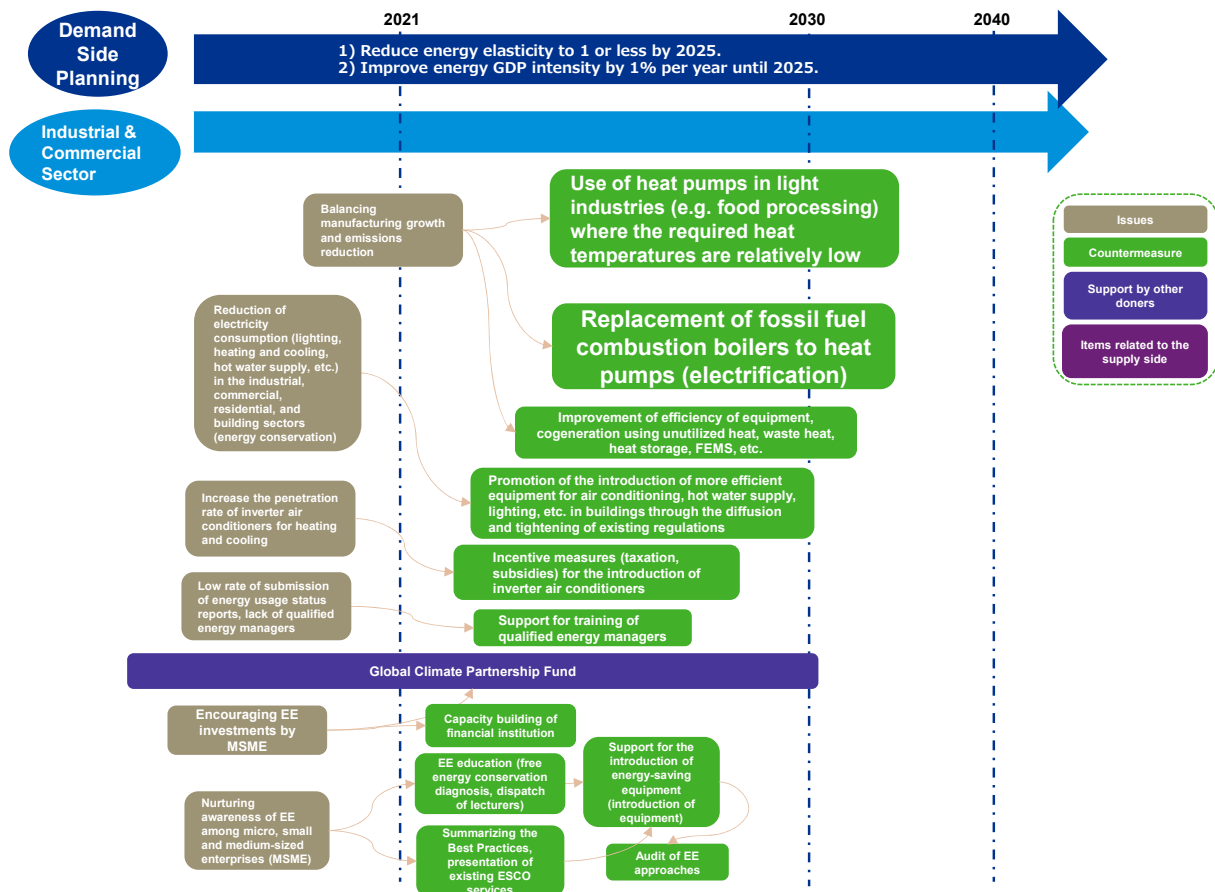 2021
2030
2040
Demand
Side
Planning
1) Reduce energy elasticity to 1 or less by 2025.
2) Improve energy GDP intensity by 1% per year until 2025.
Industrial &
Commercial
Sector
Balancing
manufacturing growth
and emissions
reduction
Use of heat pumps in light
industries (e.g. food processing)
where the required heat
temperatures are relatively low
Issues
Countermeasure
Support by other
doners
Items related to the
supply side
Reduction of
electricity
consumption (lighting,
heating and cooling,
hot water supply, etc.)
in the industrial,
commercial,
residential, and
building sectors
(energy conservation)
Replacement of fossil fuel
combustion boilers to heat
pumps (electrification)
Improvement of efficiency of equipment,
cogeneration using unutilized heat, waste heat,
heat storage, FEMS, etc.
Promotion of the introduction of more efficient
equipment for air conditioning, hot water supply,
lighting, etc. in buildings through the diffusion
and tightening of existing regulations
Increase the penetration
rate of inverter air
conditioners for heating
and cooling
Incentive measures (taxation,
subsidies) for the introduction of
inverter air conditioners
Low rate of submission
of energy usage status
reports, lack of qualified
energy managers
Support for training of
qualified energy managers
Global Climate Partnership Fund
Encouraging EE
investments by
MSME
Capacity building of
financial institution
EE education (free
energy conservation
diagnosis, dispatch
of lecturers)
Support for the
introduction of
energy-saving
equipment
(introduction of
equipment)
Nurturing
awareness of EE
among micro, small
and medium-sized
enterprises (MSME)
Summarizing the
Best Practices,
presentation of
existing ESCO
services
Audit of EE
approaches